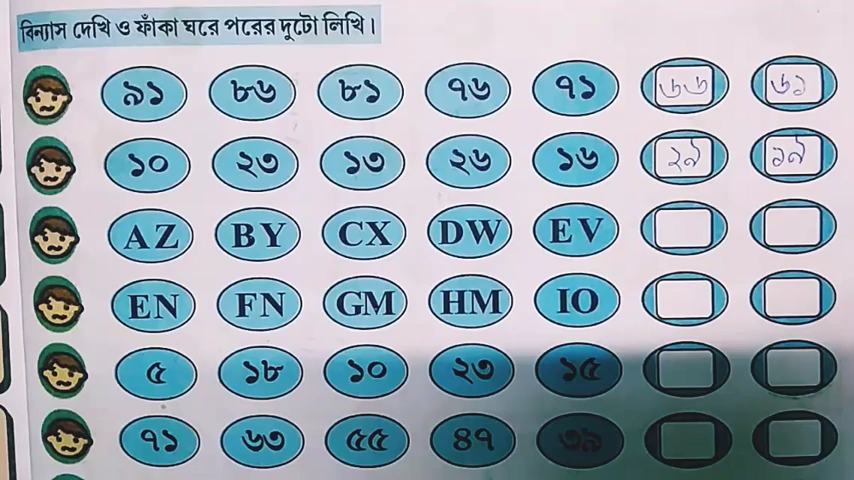 বিন্যাস দেখি ও ফাঁকা ঘরে পরের দুটো লিখি।
৯১ ৮৬ ৮১ ৭৬ ৭১ ৬৬ ৬১
১০ ২৩ ১৩ ২৬ ১৬ ২৯ ১৯
AZ BY CX DW EV
EN FN GM HM IO
৫ ১৮ ১০ ২৩ ১৫
৭১ ৬৩ ৫৫ ৪৭ ৩৯